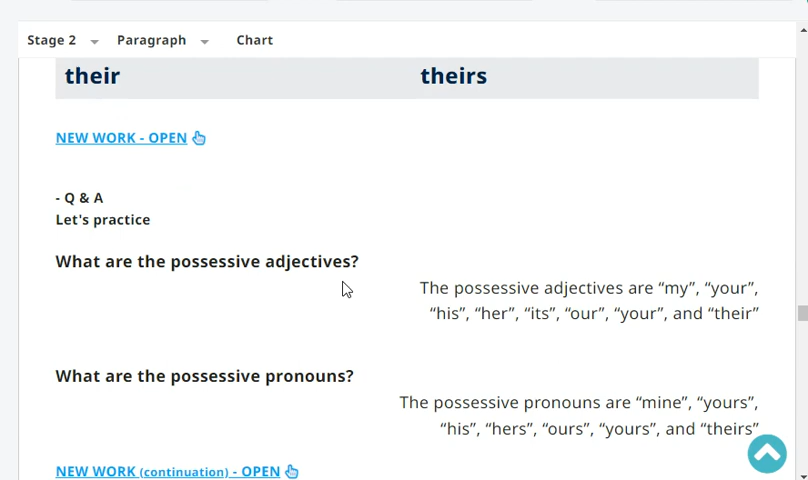 Stage 2 Paragraph Chart
their theirs
NEW WORK - OPEN
- Q & A
Let's practice
What are the possessive adjectives?
The possessive adjectives are “my”, “your”,
“his”, “her”, “its”, “our”, “your”, and “their”
What are the possessive pronouns?
The possessive pronouns are “mine”, “yours”,
“his”, “hers”, “ours”, “yours”, and “theirs”
NEW WORK (continuation) - OPEN